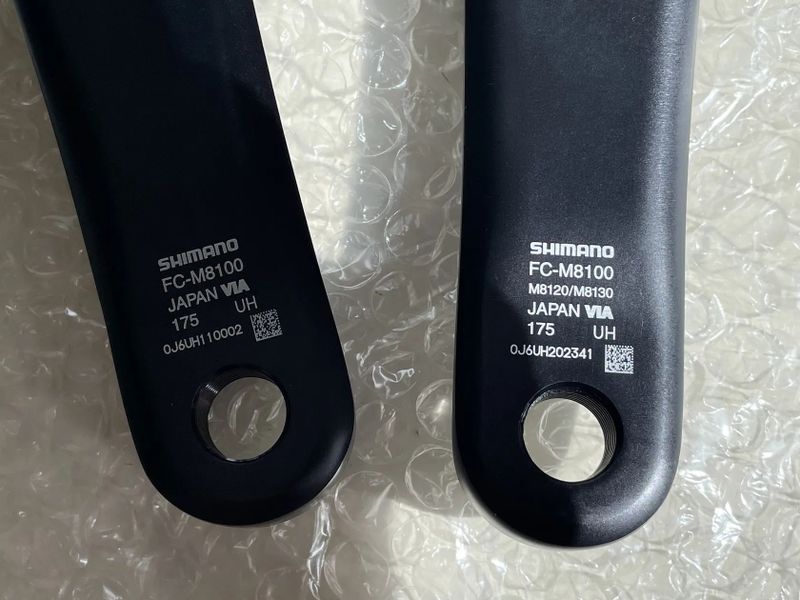 SHIMANO
FC-M8100
JAPAN VIA
175 UH
0J6UH110002
SHIMANO
FC-M8100
M8120/M8130
JAPAN VIA
175 UH
0J6UH202341